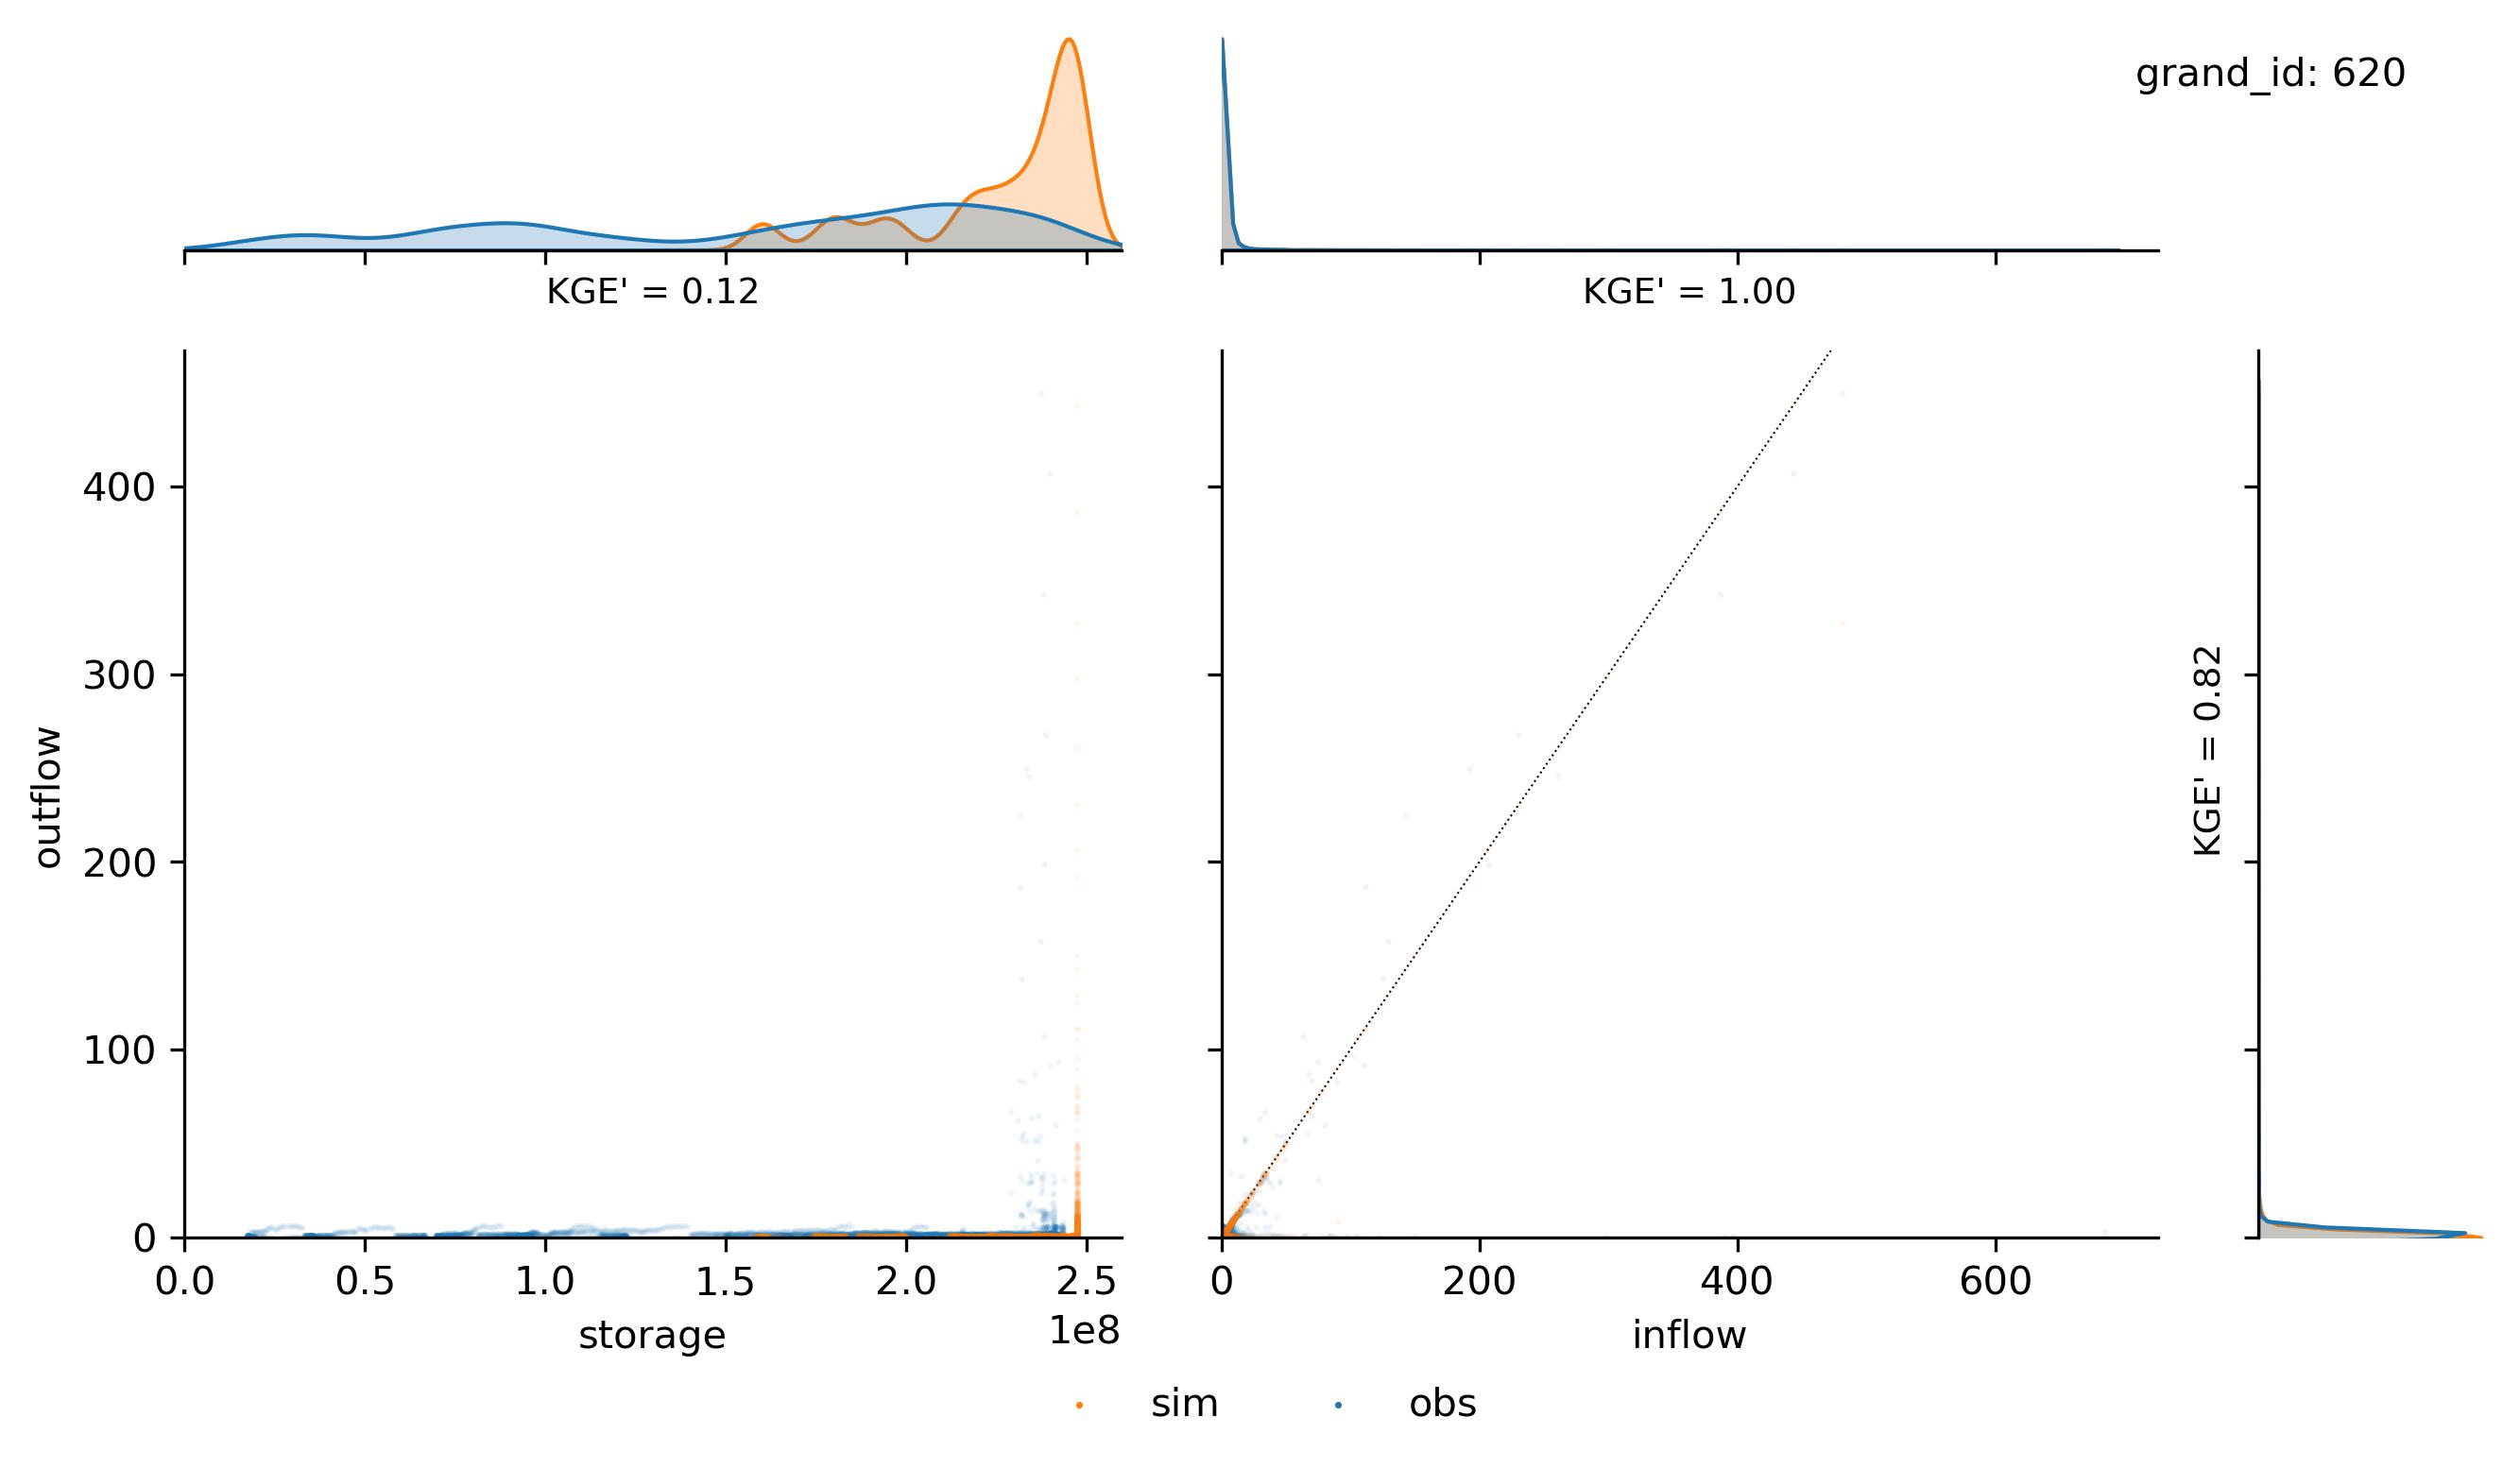 grand_id: 620
KGE' = 0.12
KGE' = 1.00
outflow
400
300
200
100
0
KGE' = 0.82
0.0 0.5 1.0 1.5 2.0 2.5
1e8
storage
0 200 400 600
inflow
sim obs